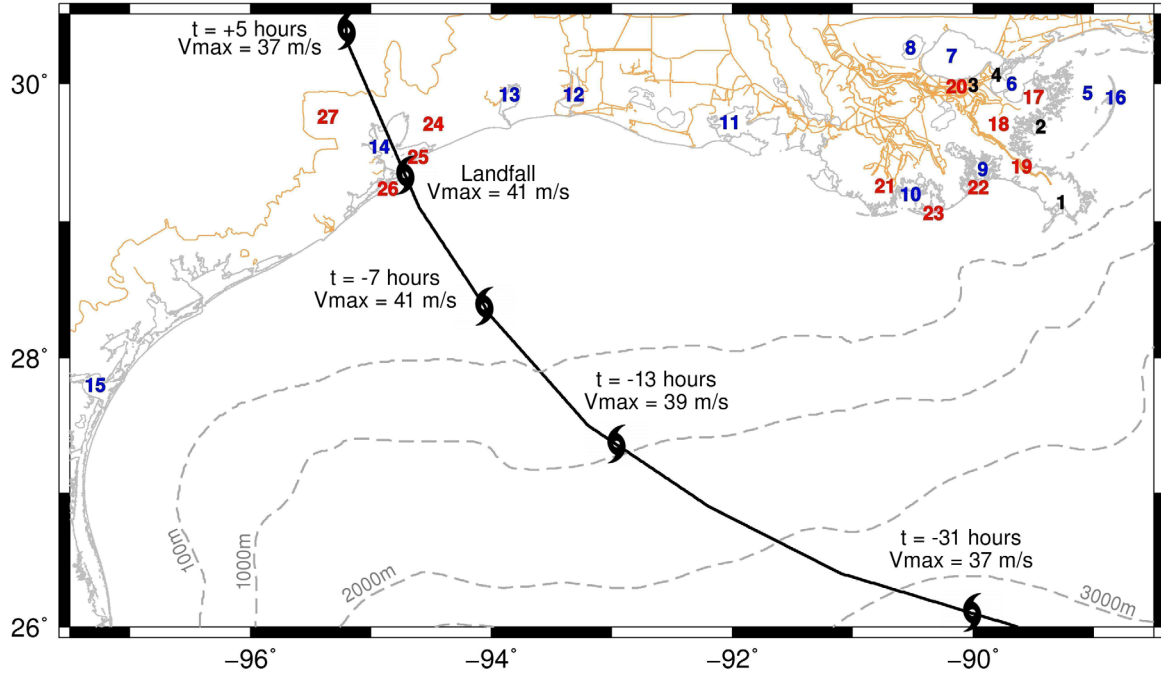 t = +5 hours
Vmax = 37 m/s
30°
8
7
4
3
20
6
17
5
16
13
12
27
24
11
18
2
14
25
19
9
26
Landfall
Vmax = 41 m/s
21
10
22
23
1
t = -7 hours
Vmax = 41 m/s
28°
15
t = -13 hours
Vmax = 39 m/s
100m
1000m
2000m
t = -31 hours
Vmax = 37 m/s
3000m
26°
−96
−94
−92
−90